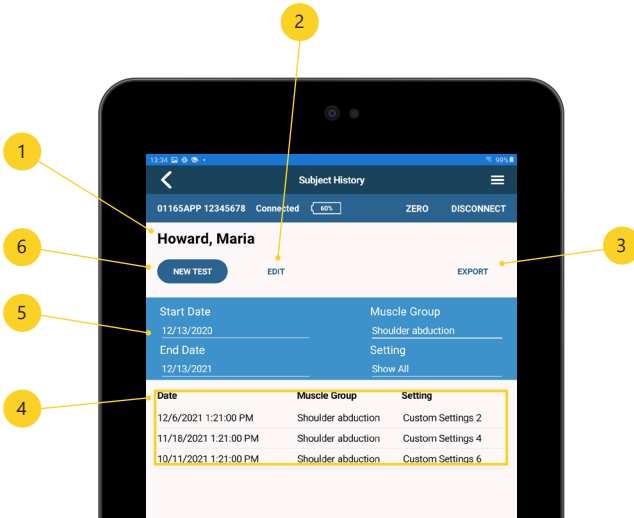 2
1
13:34 99%
Subject History
01165APP 12345678 Connected 60% ZERO DISCONNECT
Howard, Maria
3
6
NEW TEST EDIT EXPORT
5
Start Date Muscle Group
12/13/2020 Shoulder abduction
End Date Setting
12/13/2021 Show All
4
Date Muscle Group Setting
12/6/2021 1:21:00 PM Shoulder abduction Custom Settings 2
11/18/2021 1:21:00 PM Shoulder abduction Custom Settings 4
10/11/2021 1:21:00 PM Shoulder abduction Custom Settings 6